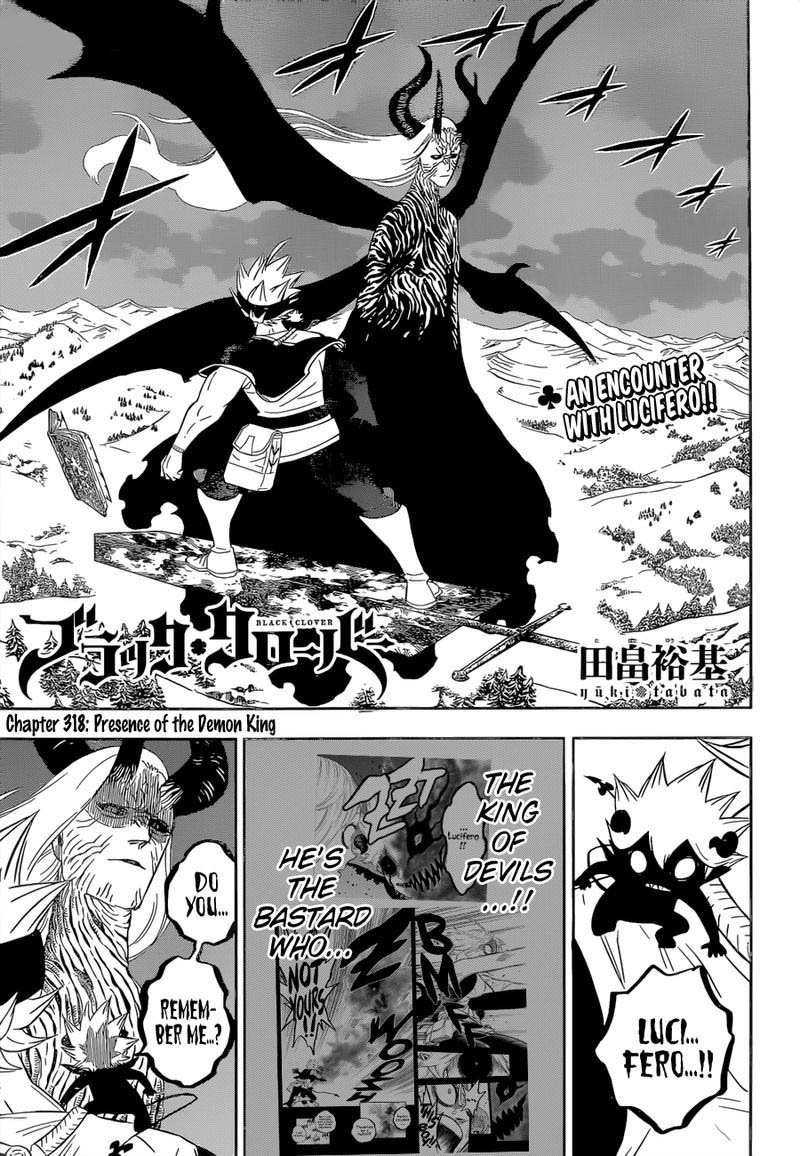 AN ENCOUNTER
WITH LUCIFERO!!
ブラック・クローバー
BLACK CLOVER
田畠裕基
yūki tabata
Chapter 318: Presence of the Demon King
LUCI...
FERO...!!
THE
KING
OF
DEVILS
...!!
HE'S
THE
BASTARD
WHO...
...
Lucifero
!!
NOT
YOURS
!!
WOOSH
DO
YOU...
REMEM-
BER ME...?